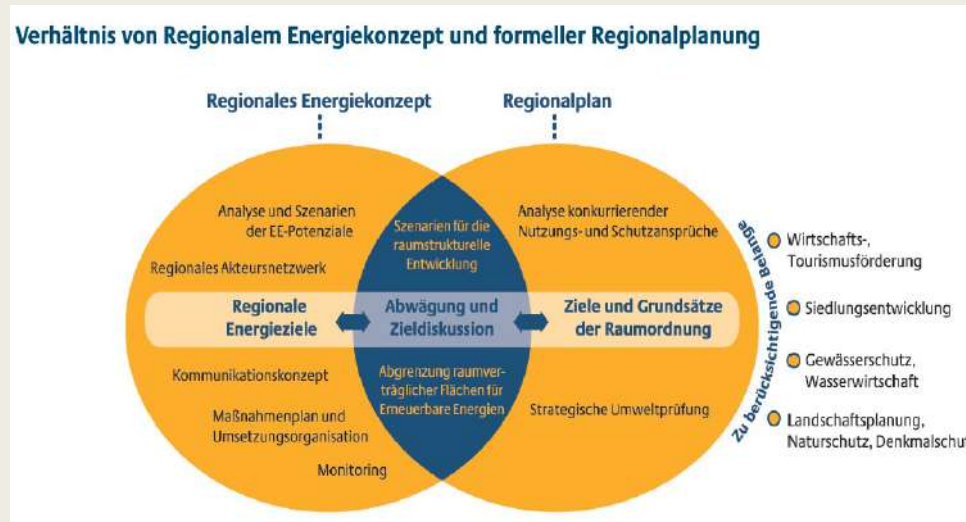 Verhältnis von Regionalem Energiekonzept und formeller Regionalplanung
Regionales Energiekonzept
Regionalplan
Analyse und Szenarien
der EE-Potenziale
Regionales Akteursnetzwerk
Regionale
Energieziele
Kommunikationskonzept
Maßnahmenplan und
Umsetzungsorganisation
Monitoring
Szenarien für die
raumstrukturelle
Entwicklung
Abwägung und
Zieldiskussion
Abgrenzung raumver-
träglicher Flächen für
Erneuerbare Energien
Analyse konkurrierender
Nutzungs- und Schutzansprüche
Ziele und Grundsätze
der Raumordnung
Strategische Umweltprüfung
Zu berücksichtigende Belange
Wirtschafts-,
Tourismusförderung
Siedlungsentwicklung
Gewässerschutz,
Wasserwirtschaft
Landschaftsplanung,
Naturschutz, Denkmalschut